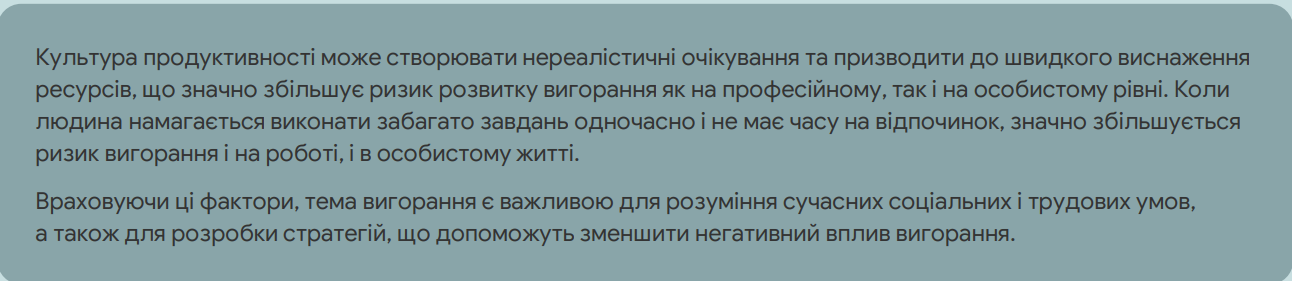 Культура продуктивності може створювати нереалістичні очікування та призводити до швидкого виснаження
ресурсів, що значно збільшує ризик розвитку вигорання як на професійному, так і на особистому рівні. Коли
людина намагається виконати забагато завдань одночасно і не має часу на відпочинок, значно збільшується
ризик вигорання і на роботі, і в особистому житті.
Враховуючи ці фактори, тема вигорання є важливою для розуміння сучасних соціальних і трудових умов,
а також для розробки стратегій, що допоможуть зменшити негативний вплив вигорання.